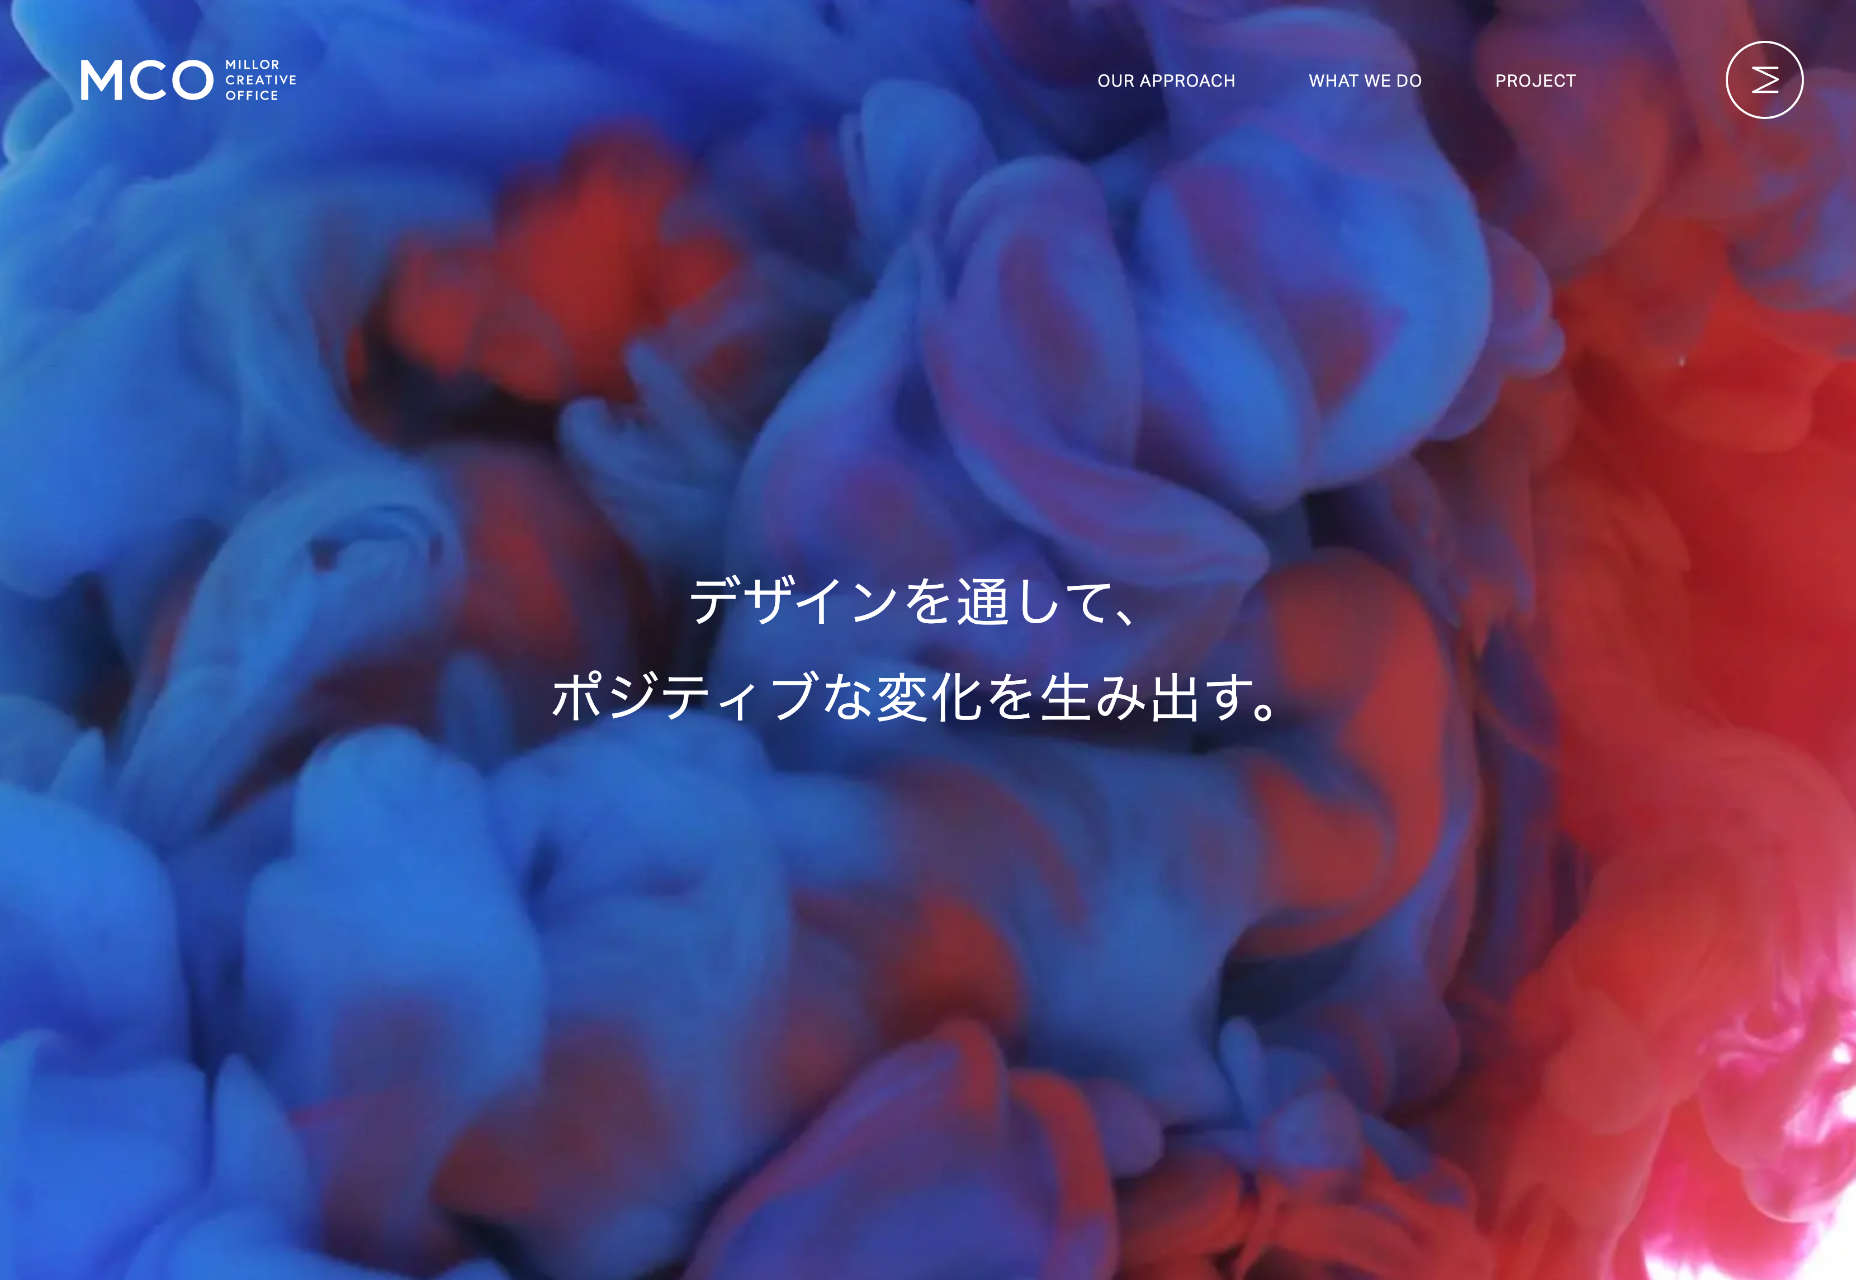 MCO
MILLOR
CREATIVE
OFFICE
OUR APPROACH
WHAT WE DO
PROJECT
デザインを通して、
ポジティブな変化を生み出す。